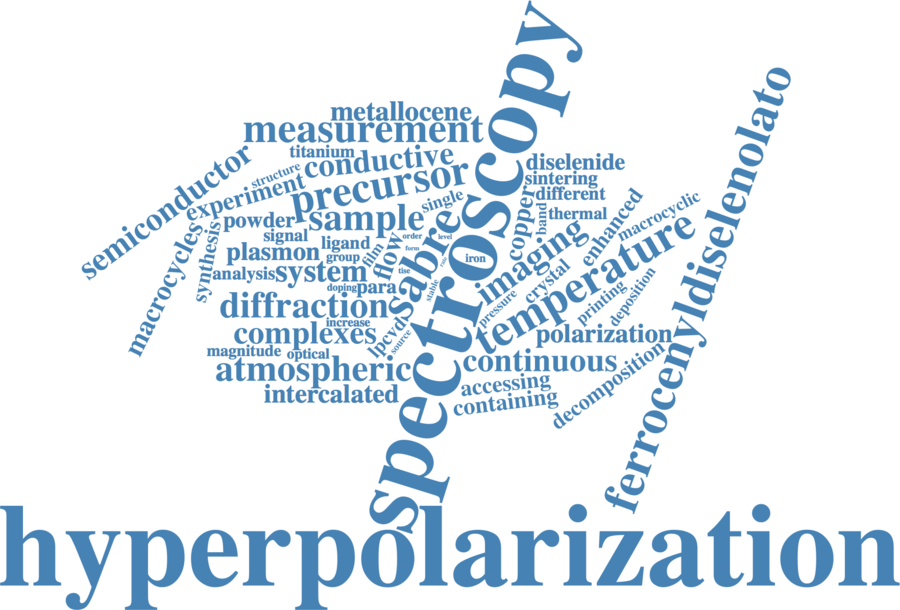 spectroscopy
ferrocenyldiselenolato
metallocene
measurement
titanium
conductive
semiconductor
structure
experiment
precursor
single
diselenide
sintering
different
copper
band
thermal
enhanced
macrocyclic
powder
sample
signal
synthesis
macrocycles
plasmon
ligand
group
film
flow
order
level
form
sabre
iron
imaging
temperature
analysis
system
tise
doping
para
stable
crystal
pressure
printing
deposition
diffraction
increase
complexes
lpcvd
source
polarization
magnitude
optical
atmospheric
continuous
decomposition
intercalated
accessing
containing
hyperpolarization